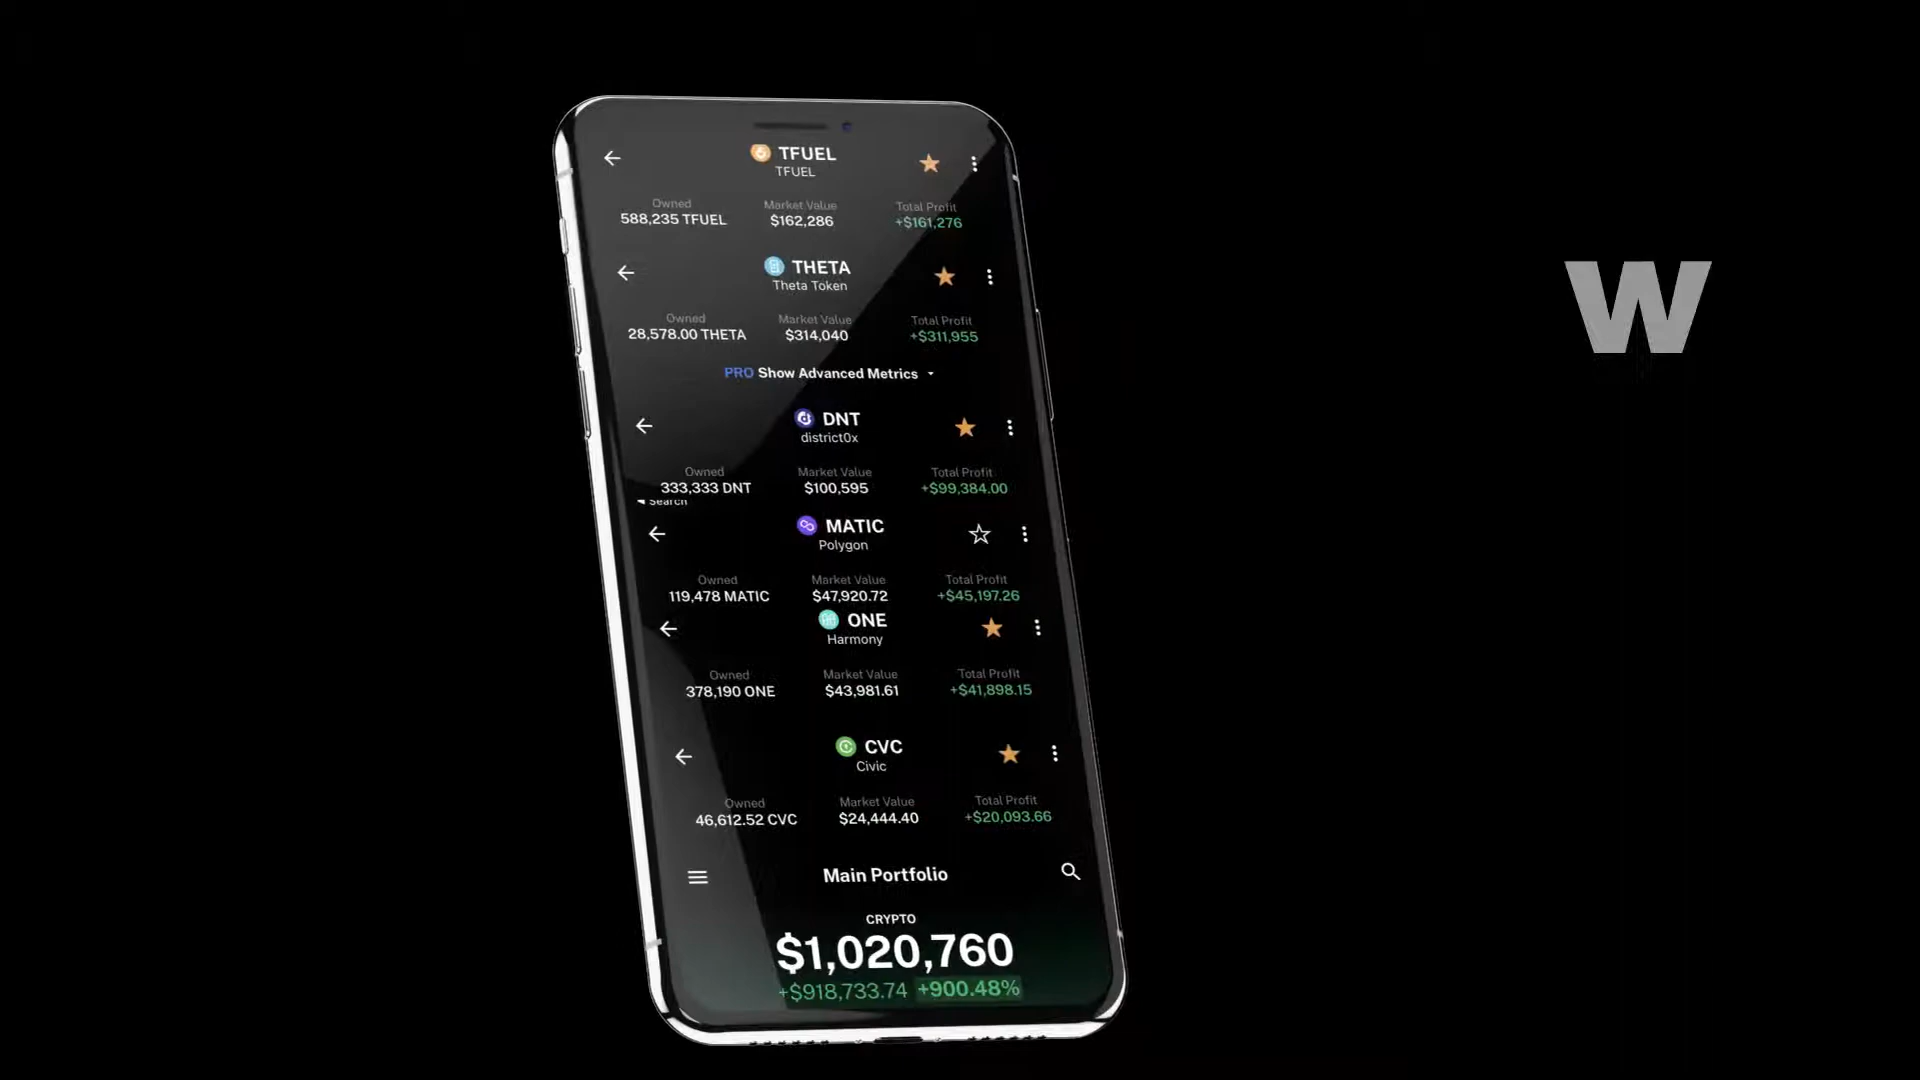 TFUEL
TFUEL
Owned Market Value Total Profit
588,235 TFUEL $162,286 +$161,276
THETA
Theta Token
Owned Market Value Total Profit
28,578.00 THETA $314,040 +$311,955
PRO Show Advanced Metrics
DNT
district0x
Owned Market Value Total Profit
333,333 DNT $100,595 +$99,384.00
Search
MATIC
Polygon
Owned Market Value Total Profit
119,478 MATIC $47,920.72 +$45,197.26
ONE
Harmony
Owned Market Value Total Profit
378,190 ONE $43,981.61 +$41,898.15
CVC
Civic
Owned Market Value Total Profit
46,612.52 CVC $24,444.40 +$20,093.66
Main Portfolio
CRYPTO
$1,020,760
+$918,733.74 +900.48%
W